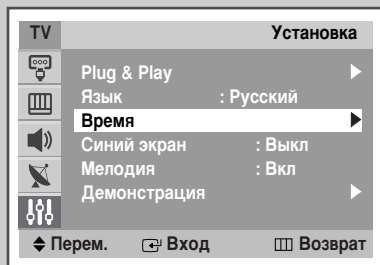 TV Установка
Plug & Play
Язык : Русский
Время
Синий экран : Выкл
Мелодия : Вкл
Демонстрация
Перем. Вход Возврат